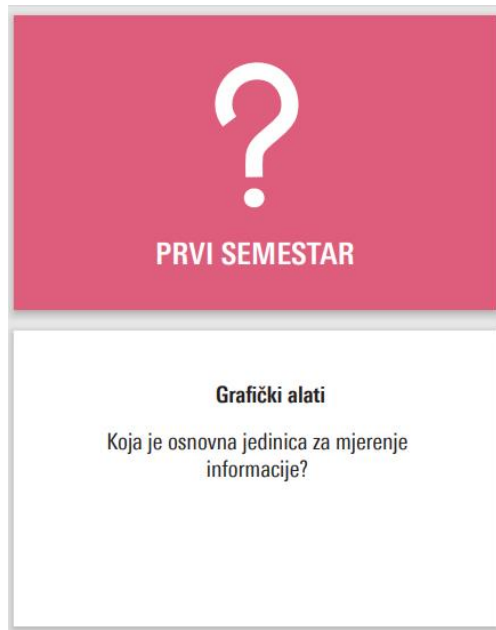 ?
PRVI SEMESTAR
Grafički alati
Koja je osnovna jedinica za mjerenje
informacije?